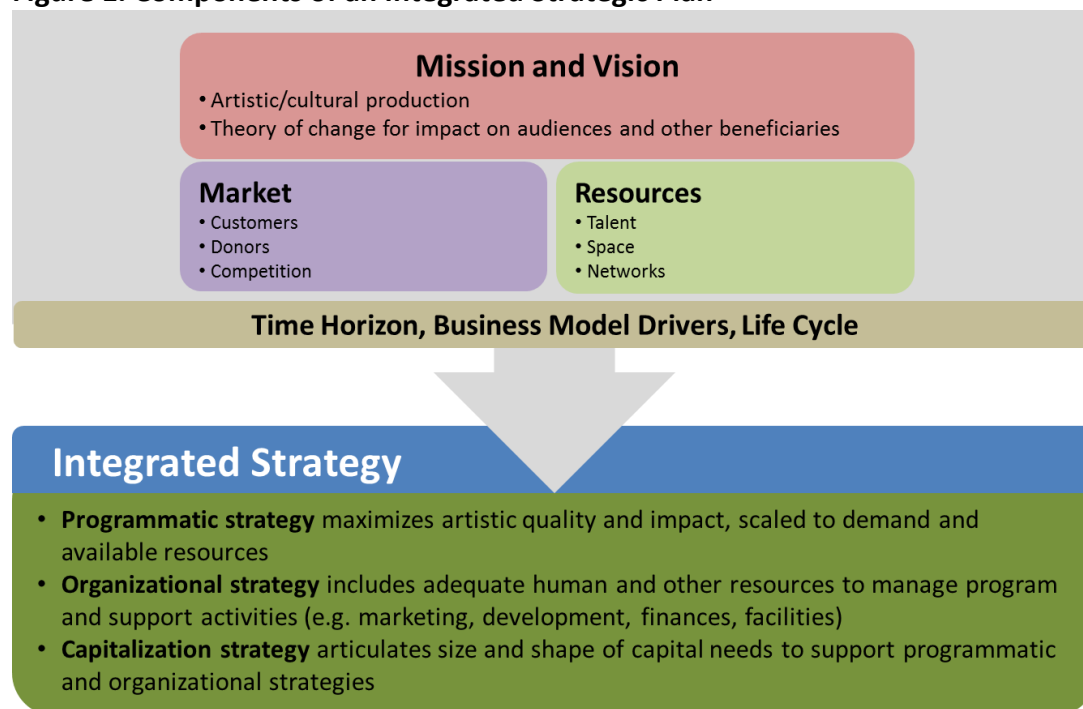 Mission and Vision
• Artistic/cultural production
• Theory of change for impact on audiences and other beneficiaries
Market
• Customers
• Donors
• Competition
Resources
• Talent
• Space
• Networks
Time Horizon, Business Model Drivers, Life Cycle
Integrated Strategy
• Programmatic strategy maximizes artistic quality and impact, scaled to demand and
available resources
• Organizational strategy includes adequate human and other resources to manage program
and support activities (e.g. marketing, development, finances, facilities)
• Capitalization strategy articulates size and shape of capital needs to support programmatic
and organizational strategies